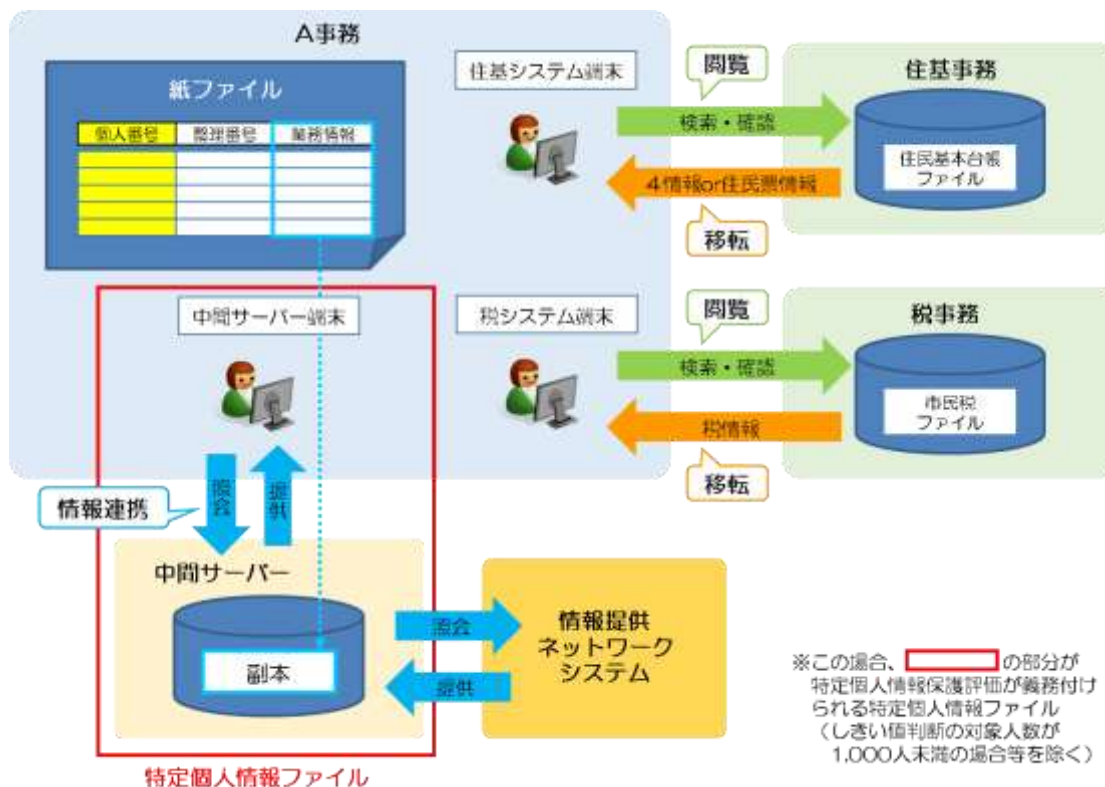 A事務
紙ファイル
個人番号 整理番号 業務情報
住基システム端末
閲覧
検索・確認
4情報or住民票情報
移転
住基事務
住民基本台帳
ファイル
中間サーバー端末
税システム端末
閲覧
検索・確認
税情報
移転
税事務
市民税
ファイル
情報連携
照会
提供
中間サーバー
副本
照会
提供
情報提供
ネットワーク
システム
特定個人情報ファイル
※この場合、 の部分が
特定個人情報保護評価が義務付け
られる特定個人情報ファイル
(しきい値判断の対象人数が
1,000人未満の場合等を除く)